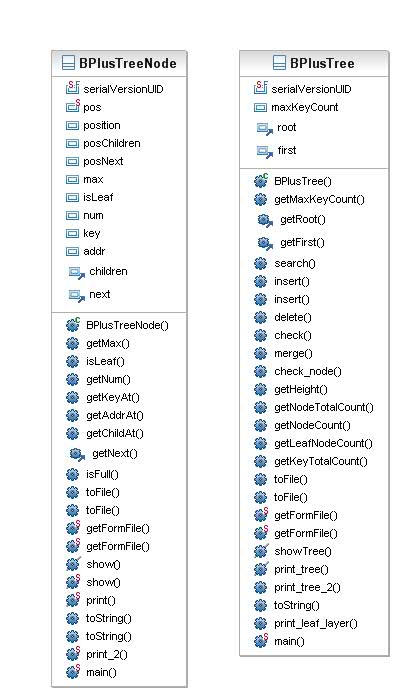 BPlusTreeNode
serialVersionUID
pos
position
posChildren
posNext
max
isLeaf
num
key
addr
children
next
BPlusTreeNode()
getMax()
isLeaf()
getNum()
getKeyAt()
getAddrAt()
getChildAt()
getNext()
isFull()
toFile()
toFile()
getFormFile()
getFormFile()
show()
show()
print()
toString()
toString()
print_2()
main()
BPlusTree
serialVersionUID
maxKeyCount
root
first
BPlusTree()
getMaxKeyCount()
getRoot()
getFirst()
search()
insert()
insert()
delete()
check()
merge()
check_node()
getHeight()
getNodeTotalCount()
getNodeCount()
getLeafNodeCount()
getKeyTotalCount()
toFile()
toFile()
getFormFile()
getFormFile()
showTree()
print_tree()
print_tree_2()
toString()
print_leaf_layer()
main()